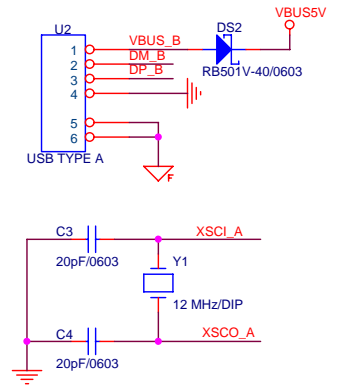 VBUS5V
U2
DS2
1 VBUS_B
2 DM_B
3 DP_B
RB501V-40/0603
4
5
6
USB TYPE A
F
C3
XSCI_A
20pF/0603
Y1
12 MHz/DIP
C4
XSCO_A
20pF/0603